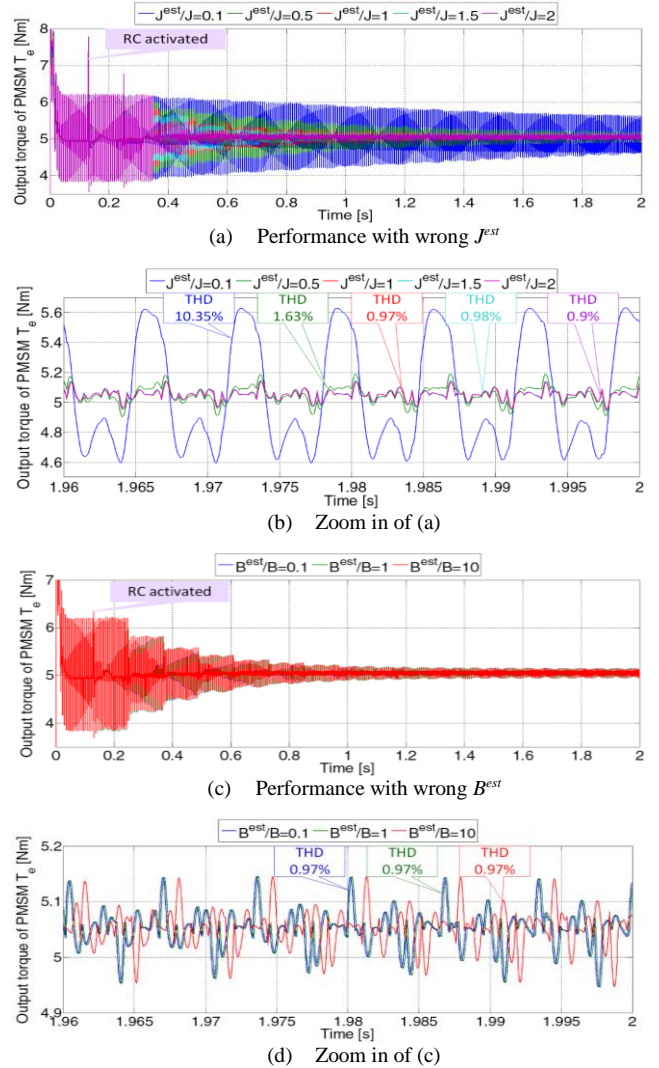 J^est/J=0.1 J^est/J=0.5 J^est/J=1 J^est/J=1.5 J^est/J=2
RC activated
Output torque of PMSM T_e [Nm]
8
7
6
5
4
0 0.2 0.4 0.6 0.8 1 1.2 1.4 1.6 1.8 2
Time [s]
(a) Performance with wrong J^est
J^est/J=0.1 J^est/J=0.5 J^est/J=1 J^est/J=1.5 J^est/J=2
THD THD THD THD THD
10.35% 1.63% 0.97% 0.98% 0.9%
Output torque of PMSM T_e [Nm]
5.6
5.4
5.2
5
4.8
4.6
1.96 1.965 1.97 1.975 1.98 1.985 1.99 1.995 2
Time [s]
(b) Zoom in of (a)
B^est/B=0.1 B^est/B=1 B^est/B=10
RC activated
Output torque of PMSM T_e [Nm]
7
6
5
4
0 0.2 0.4 0.6 0.8 1 1.2 1.4 1.6 1.8 2
Time [s]
(c) Performance with wrong B^est
B^est/B=0.1 B^est/B=1 B^est/B=10
THD THD THD
0.97% 0.97% 0.97%
Output torque of PMSM T_e [Nm]
5.2
5.1
5
4.9
1.96 1.965 1.97 1.975 1.98 1.985 1.99 1.995 2
Time [s]
(d) Zoom in of (c)